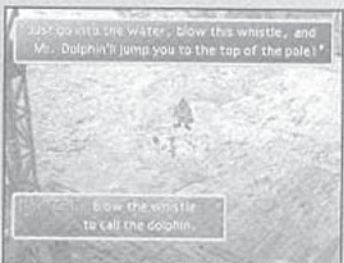 Just go into the water, blow this whistle, and
Mr. Dolphin'll jump you to the top of the pole!"
Blow the whistle
to call the dolphin.